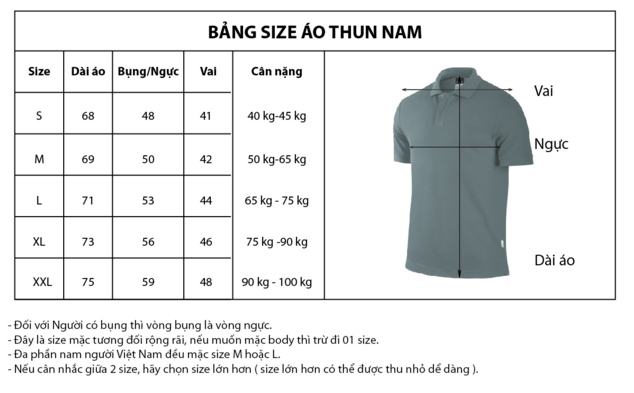 BẢNG SIZE ÁO THUN NAM
Size Dài áo Bụng/Ngực Vai Cân nặng
S 68 48 41 40 kg-45 kg
M 69 50 42 50 kg-65 kg
L 71 53 44 65 kg - 75 kg
XL 73 56 46 75 kg -90 kg
XXL 75 59 48 90 kg - 100 kg
Vai
Ngực
Dài áo
- Đối với Người có bụng thì vòng bụng là vòng ngực.
- Đây là size mặc tương đối rộng rãi, nếu muốn mặc body thì trừ đi 01 size.
- Đa phần nam người Việt Nam đều mặc size M hoặc L.
- Nếu cân nhắc giữa 2 size, hãy chọn size lớn hơn ( size lớn hơn có thể được thu nhỏ dể dàng ).